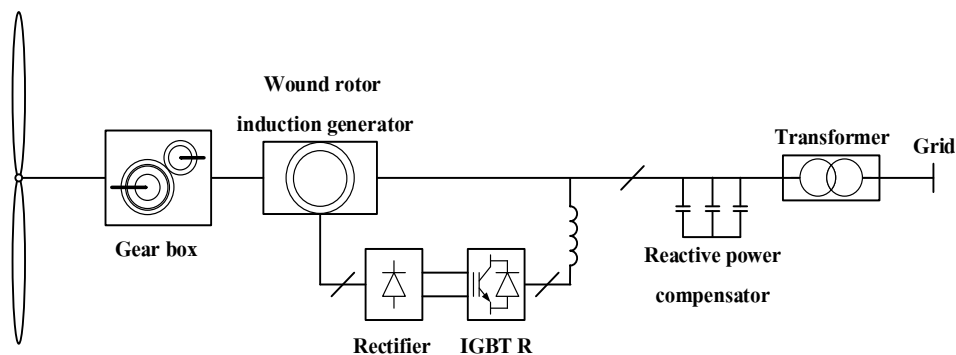 Wound rotor
induction generator
Transformer
Grid
Gear box
Reactive power
compensator
Rectifier
IGBT R